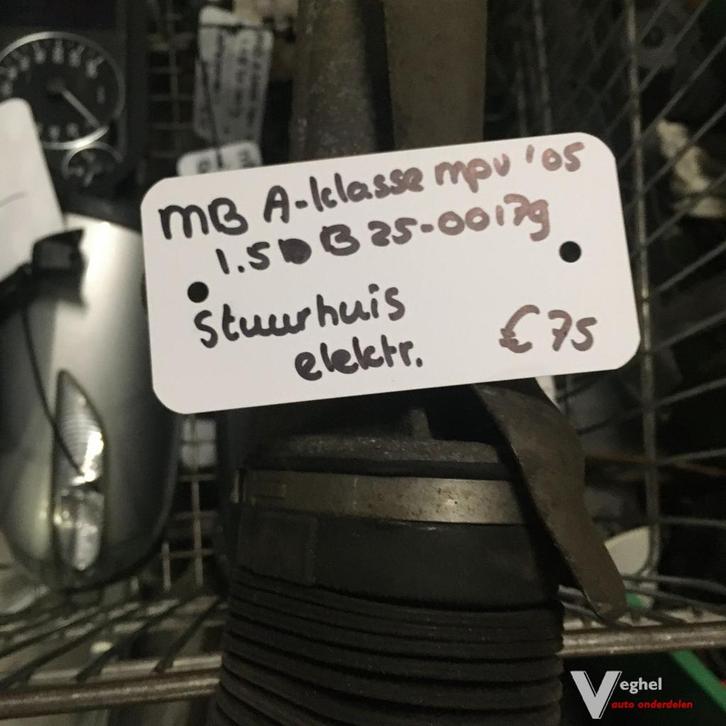 MB A-klasse mpv '05
1.5 B 25-00179
Stuurhuis
elektr. € 75
Veghel
auto onderdelen